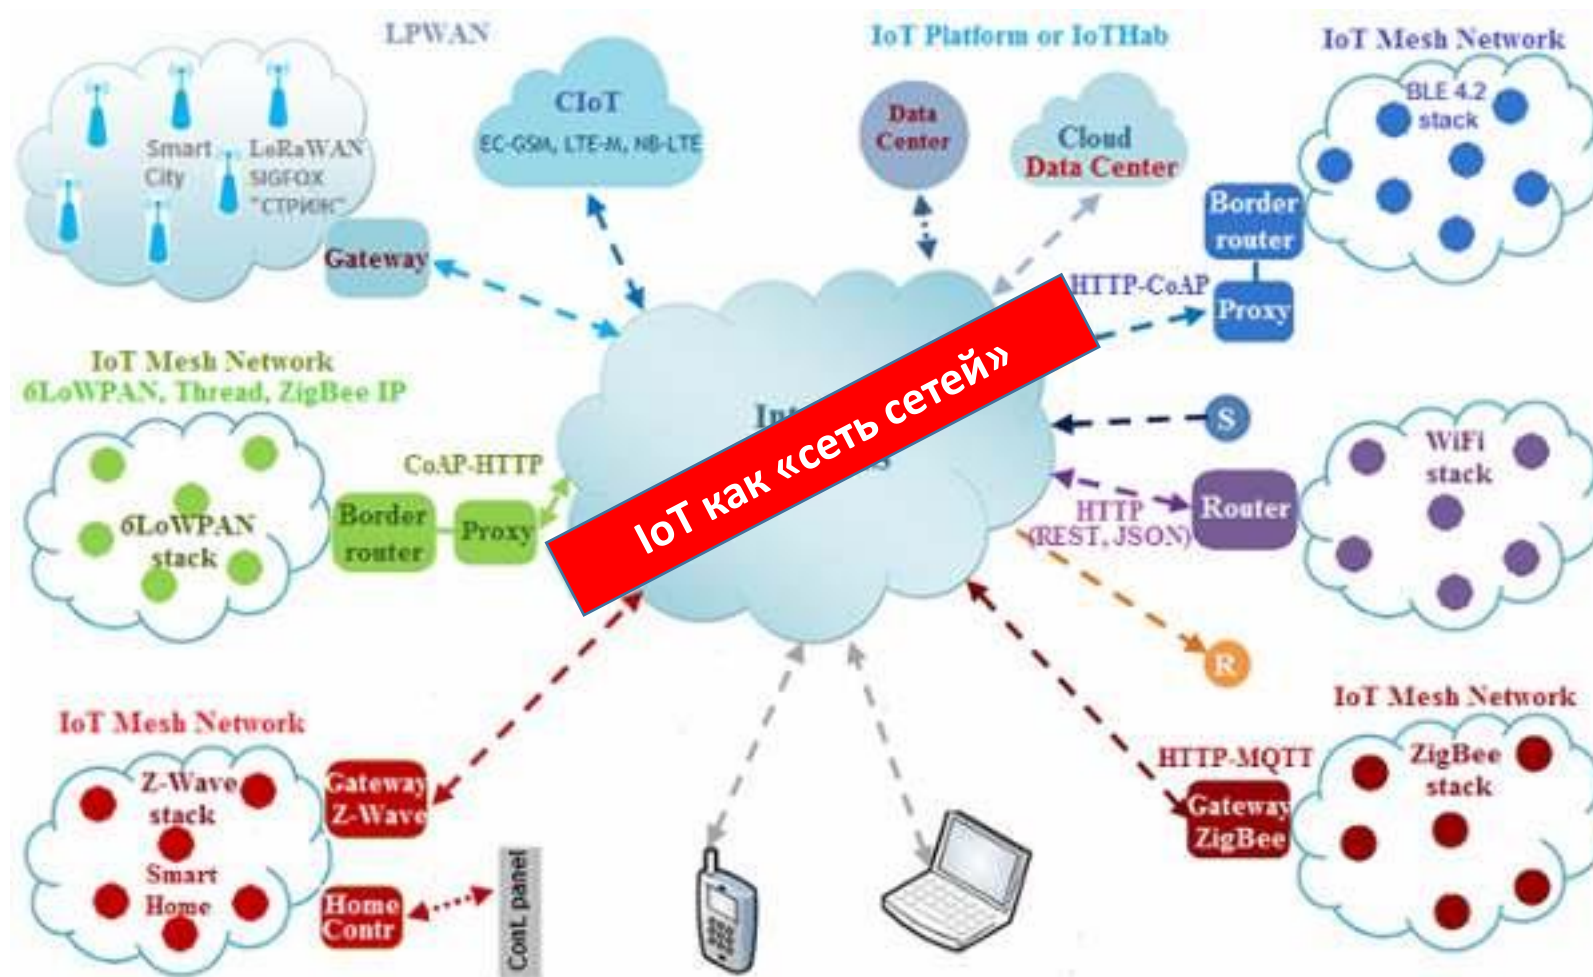 LPWAN
IoT Platform or IoTHab
IoT Mesh Network
CIoT
EC-GSM, LTE-M, NB-LTE
Data
Center
Cloud
Data Center
BLE 4.2
stack
Smart
City
LoRaWAN
SIGFOX
"СТРИЖ"
Gateway
Border
router
HTTP-CoAP
Proxy
IoT Mesh Network
6LoWPAN, Thread, ZigBee IP
IoT как «сеть сетей»
S
WiFi
stack
CoAP-HTTP
Router
HTTP
(REST, JSON)
6LoWPAN
stack
Border
router
Proxy
R
IoT Mesh Network
IoT Mesh Network
Z-Wave
stack
Gateway
Z-Wave
HTTP-MQTT
ZigBee
stack
Gateway
ZigBee
Smart
Home
Home
Contr
Cont. panel